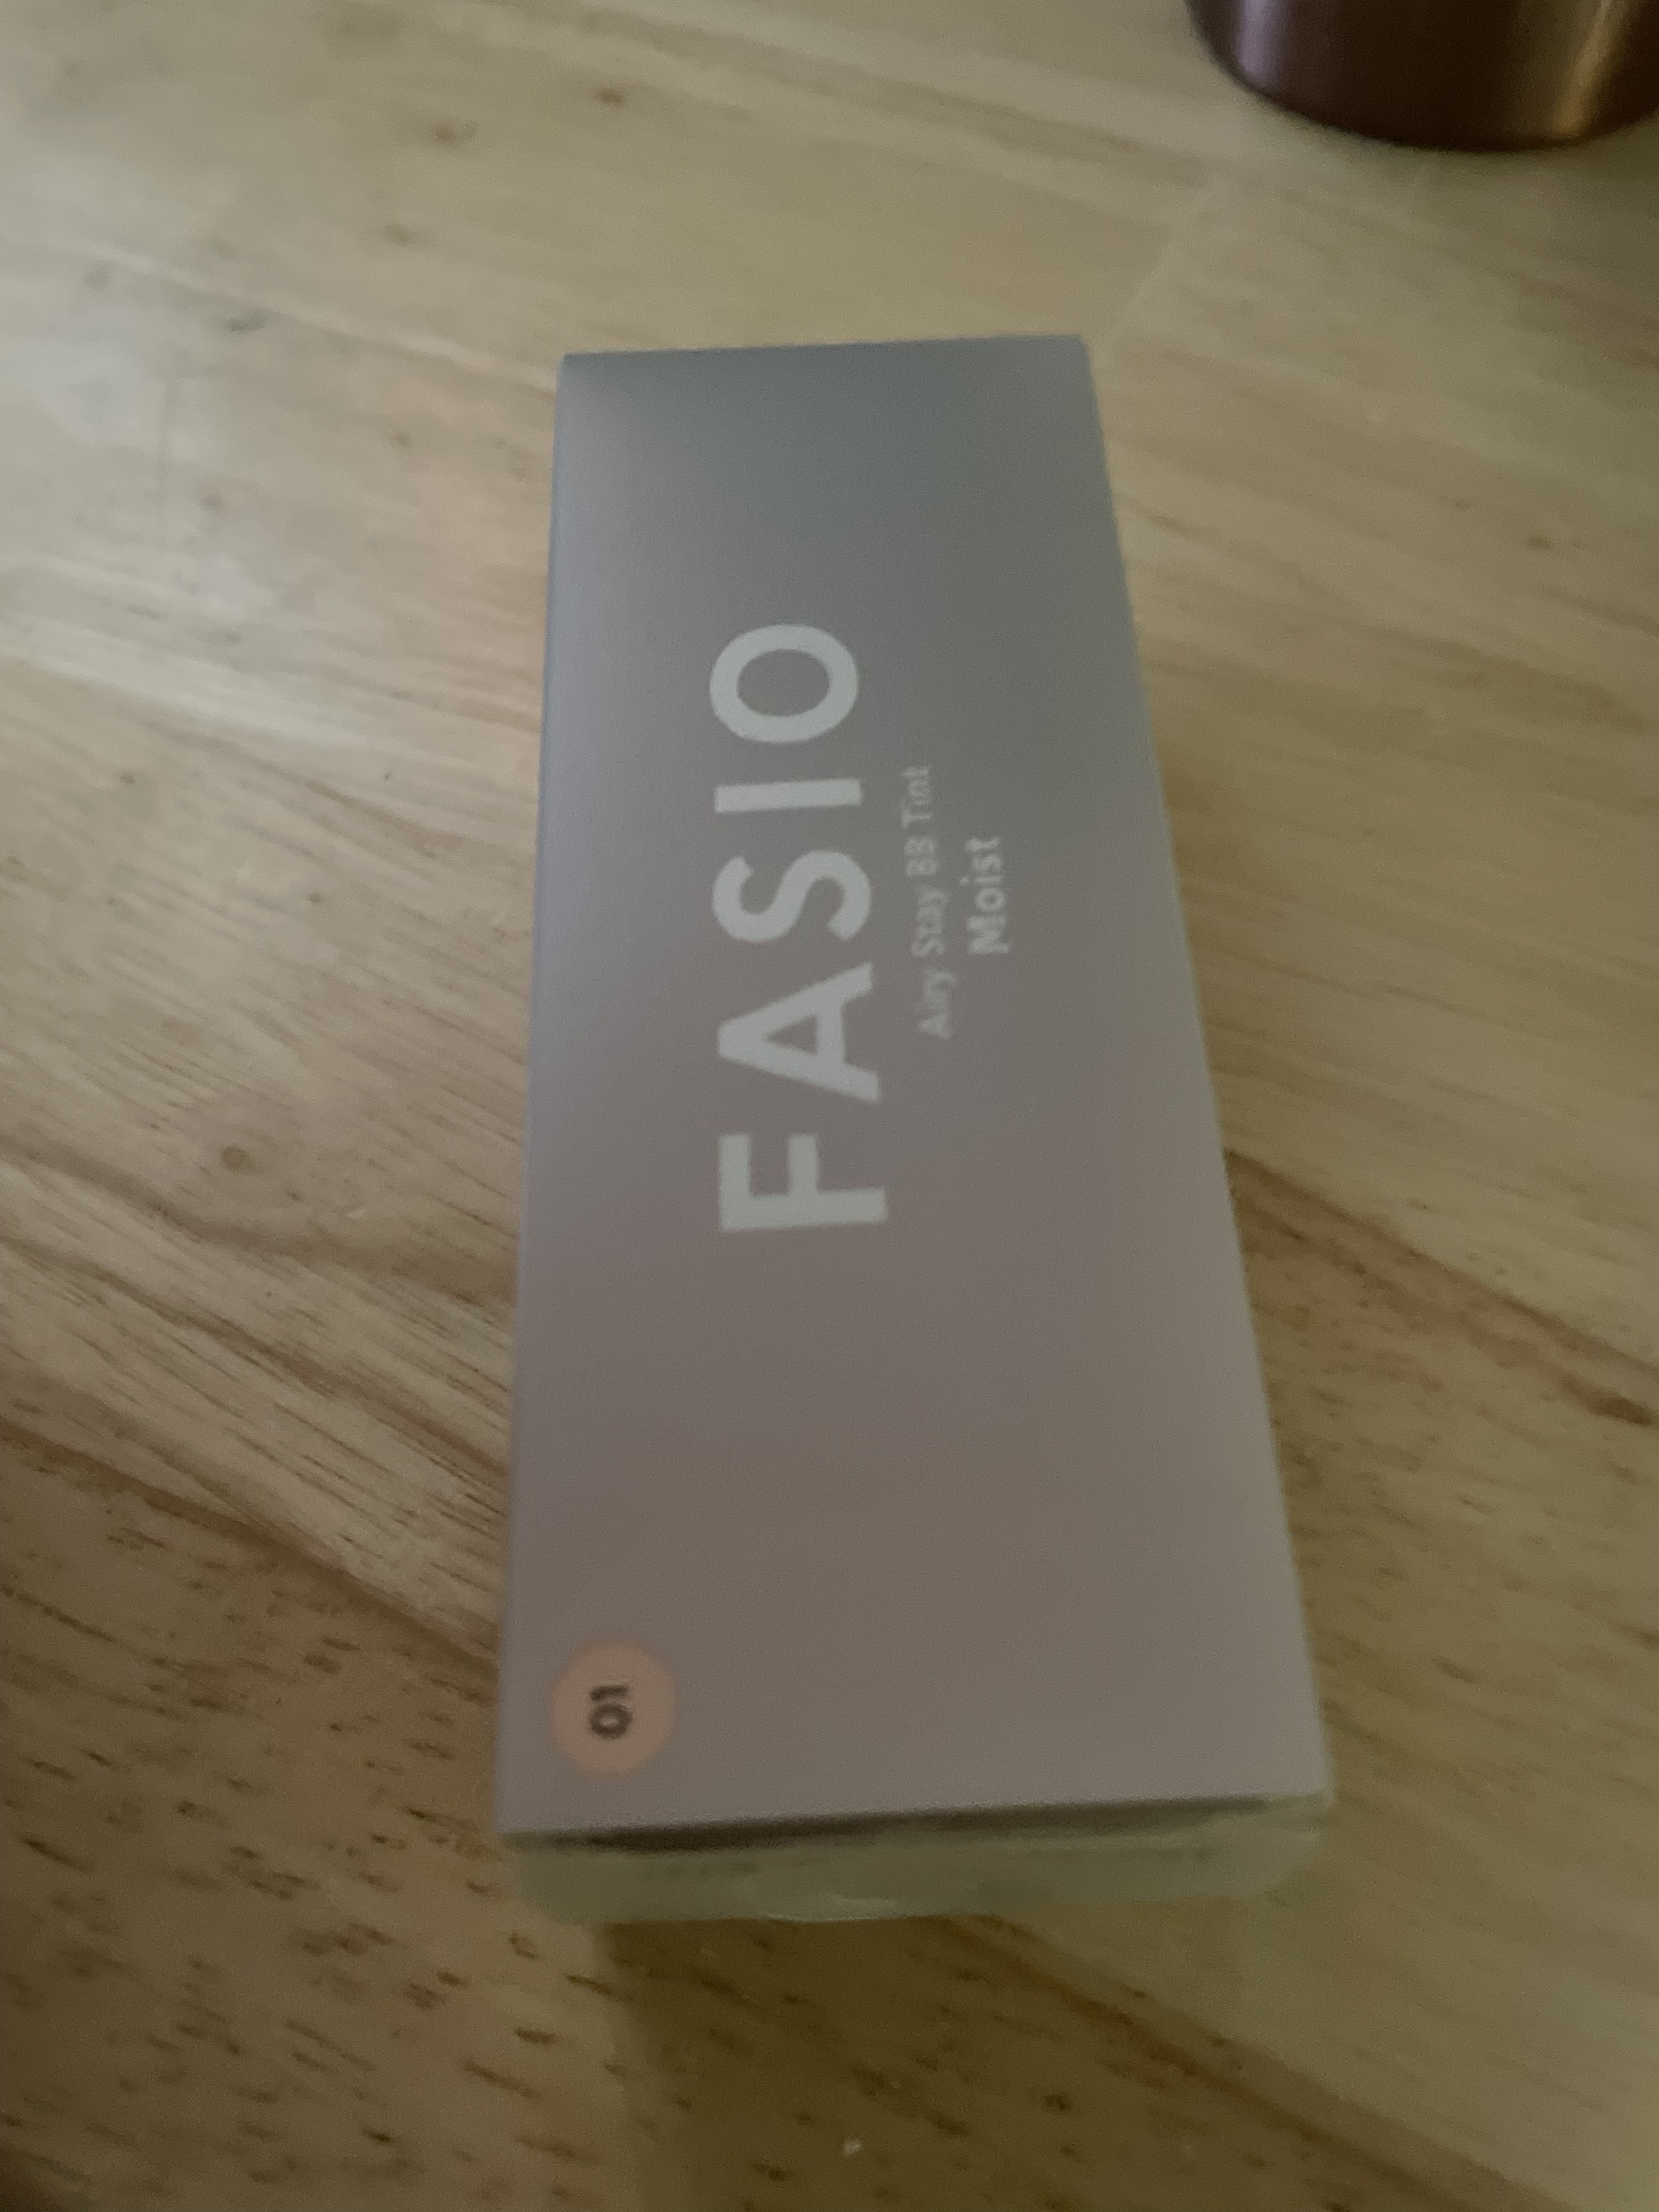 FASIO
Airy Stay BB Tint
Moist
01